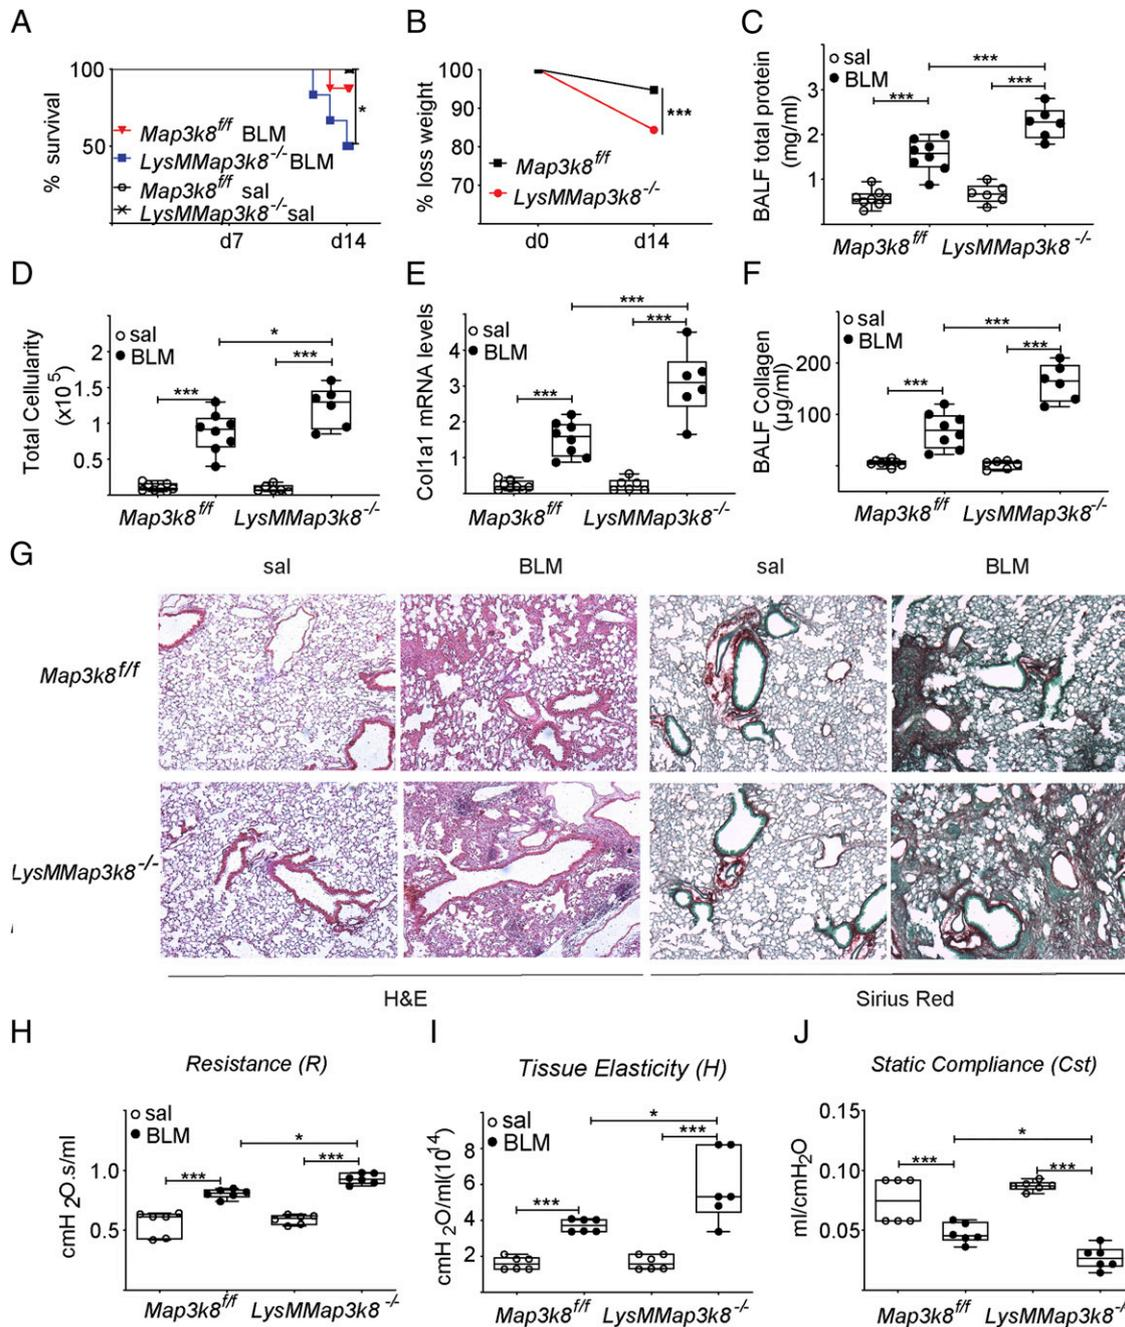 A
% survival
100
50
d7
d14
Map3k8f/f BLM
LysMMap3k8-/- BLM
Map3k8f/f sal
LysMMap3k8-/- sal
*
B
% loss weight
100
90
80
70
d0
d14
Map3k8f/f
LysMMap3k8-/-
***
C
BALF total protein
(mg/ml)
sal
BLM
3
2
1
***
***
***
Map3k8f/f LysMMap3k8-/-
D
Total Cellularity
(x10 5)
sal
BLM
2
1.5
1
0.5
*
***
***
Map3k8f/f LysMMap3k8-/-
E
Col1a1 mRNA levels
sal
BLM
4
3
2
1
***
***
***
Map3k8f/f LysMMap3k8-/-
F
BALF Collagen
(µg/ml)
sal
BLM
200
100
***
***
***
Map3k8f/f LysMMap3k8-/-
G
sal BLM sal BLM
Map3k8f/f
LysMMap3k8-/-
H&E Sirius Red
H
Resistance (R)
cmH 2O.s/ml
sal
BLM
1.0
0.5
*
***
***
Map3k8f/f LysMMap3k8-/-
I
Tissue Elasticity (H)
cmH 2O/ml(10 14)
sal
BLM
8
6
4
2
*
***
***
Map3k8f/f LysMMap3k8-/-
J
Static Compliance (Cst)
ml/cmH2O
0.15
0.10
0.05
*
***
***
Map3k8f/f LysMMap3k8-/